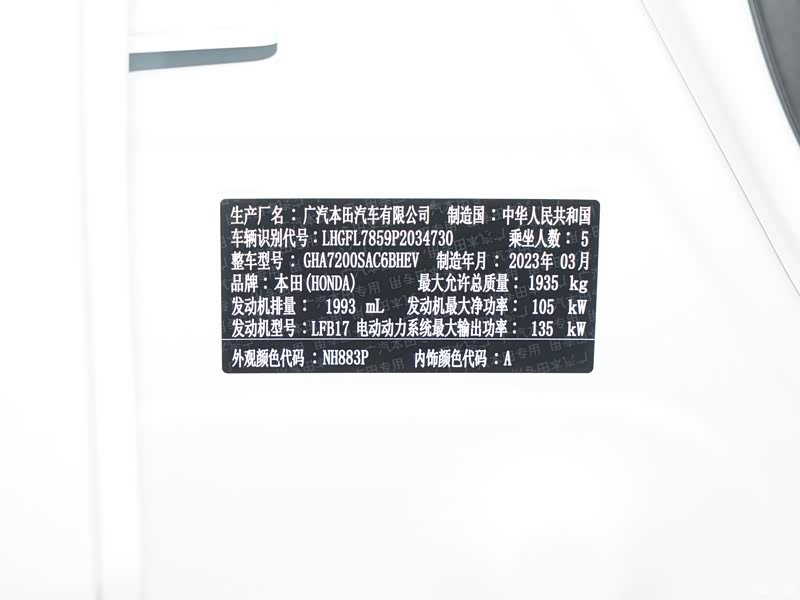 生产厂名：广汽本田汽车有限公司 制造国：中华人民共和国
车辆识别代号：LHGFL7859P2034730 乘坐人数：5
整车型号：GHA7200SAC6BHEV 制造年月：2023年 03月
品牌：本田(HONDA) 最大允许总质量：1935 kg
发动机排量：1993 mL 发动机最大净功率：105 kW
发动机型号：LFB17 电动动力系统最大输出功率：135 kW
外观颜色代码：NH883P 内饰颜色代码：A